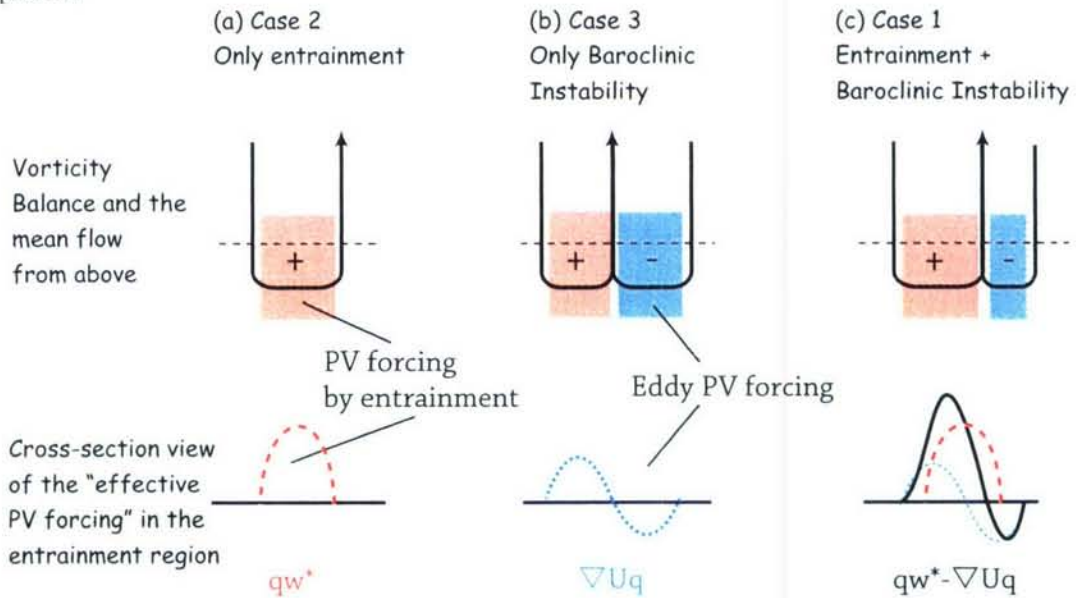 (a) Case 2
Only entrainment
(b) Case 3
Only Baroclinic
Instability
(c) Case 1
Entrainment +
Baroclinic Instability
Vorticity
Balance and the
mean flow
from above
+
+
-
+
-
PV forcing
by entrainment
Eddy PV forcing
Cross-section view
of the "effective
PV forcing" in the
entrainment region
qw*
▽Uq
qw*-▽Uq